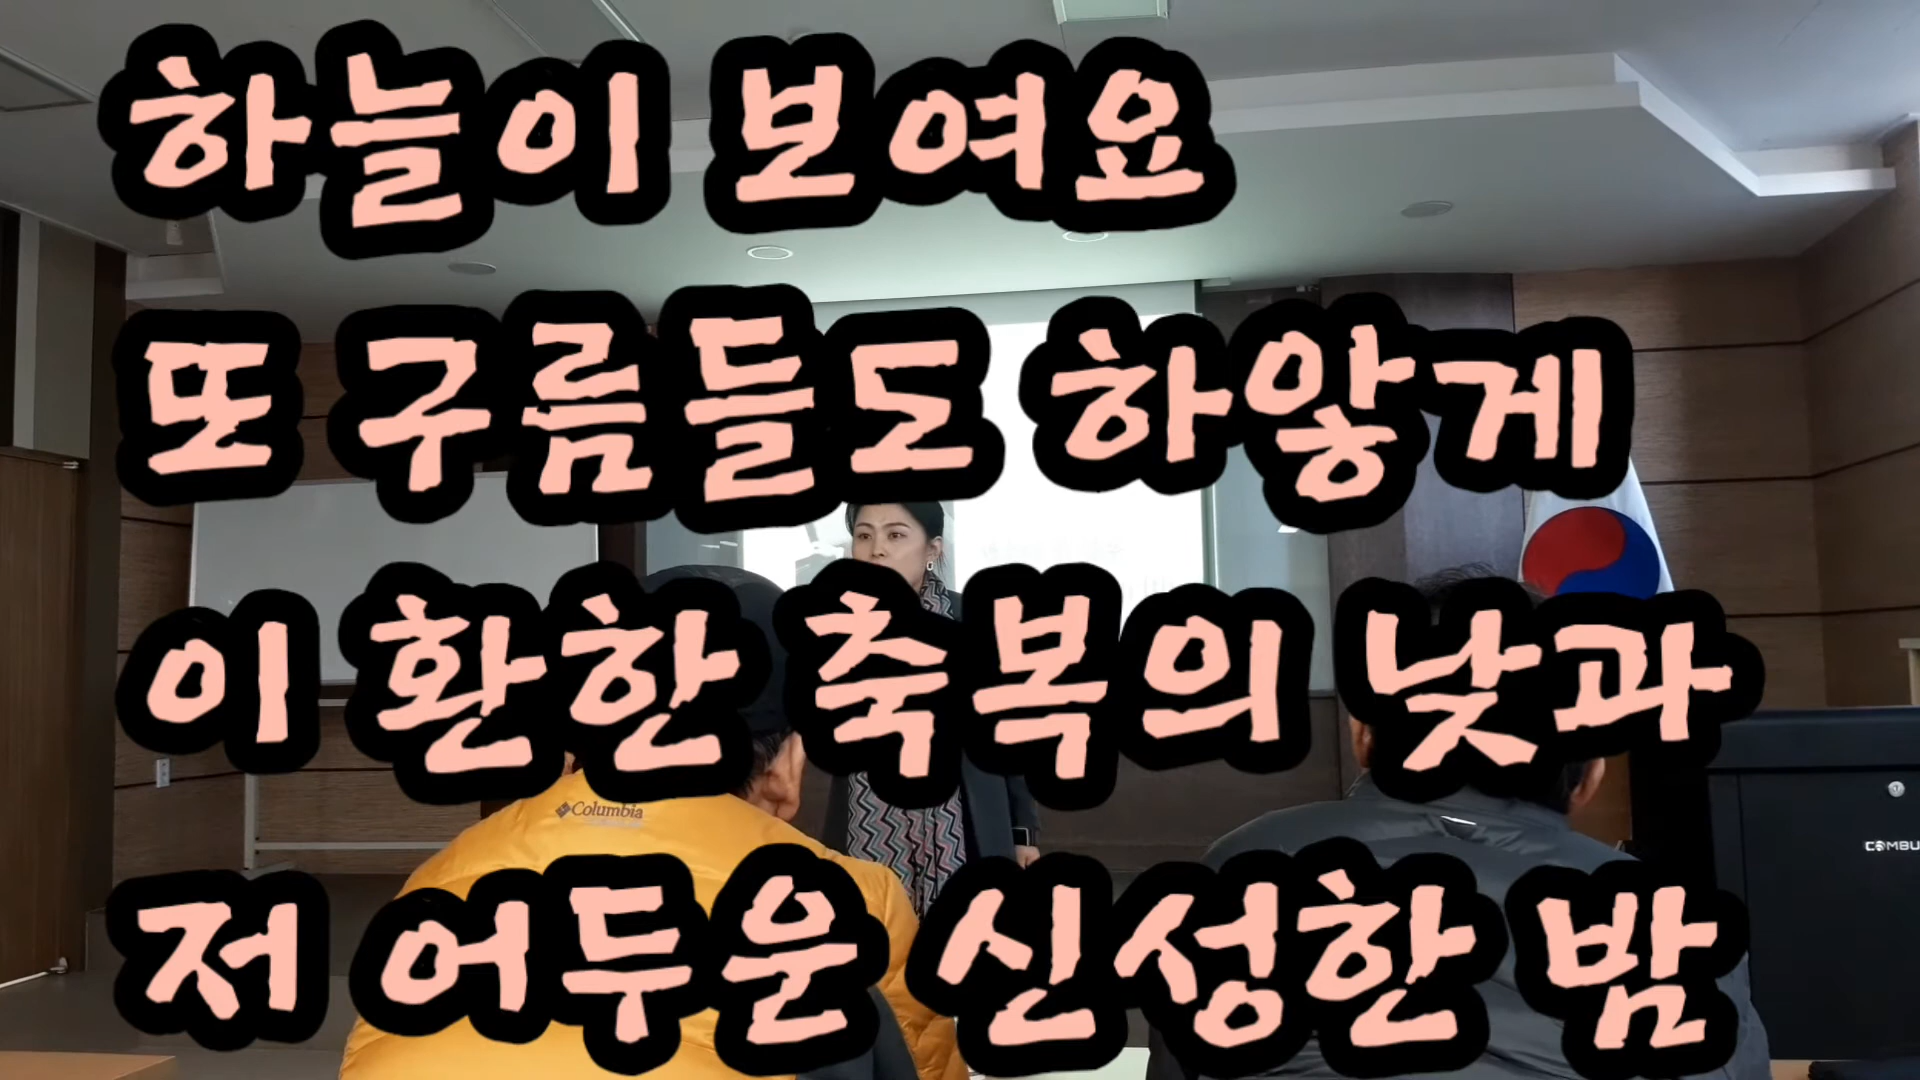 하늘이 보여요
또 구름들도 하얗게
이 환한 축복의 낮과
Columbia
저 어두운 신성한 밤